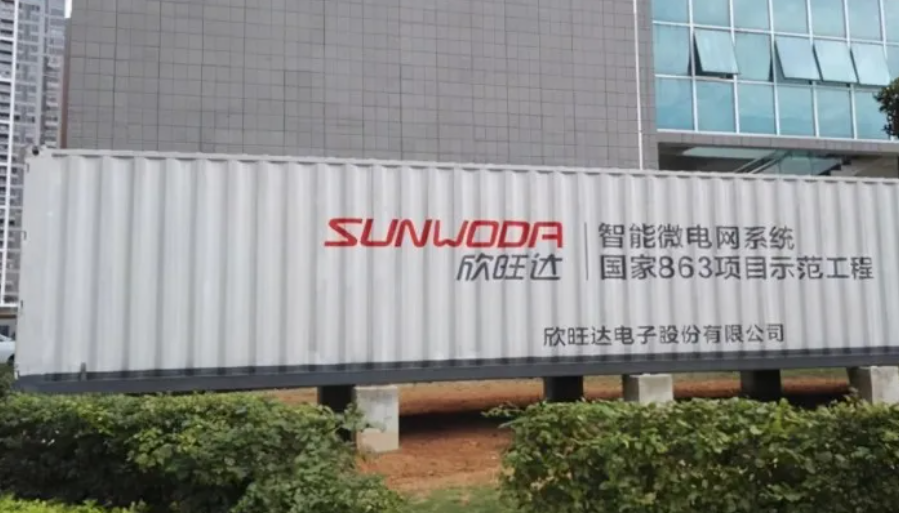 SUNWODA
欣旺达
智能微电网系统
国家863项目示范工程
欣旺达电子股份有限公司